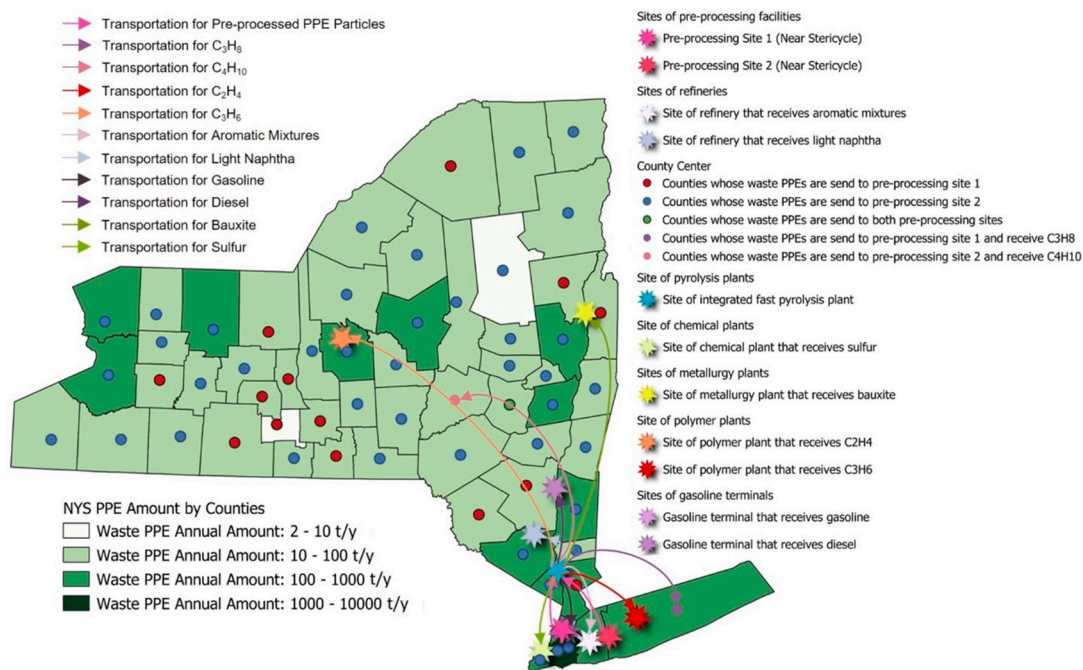 Transportation for Pre-processed PPE Particles
Transportation for C₃H₈
Transportation for C₄H₁₀
Transportation for C₂H₄
Transportation for C₃H₆
Transportation for Aromatic Mixtures
Transportation for Light Naphtha
Transportation for Gasoline
Transportation for Diesel
Transportation for Bauxite
Transportation for Sulfur
NYS PPE Amount by Counties
Waste PPE Annual Amount: 2 - 10 t/y
Waste PPE Annual Amount: 10 - 100 t/y
Waste PPE Annual Amount: 100 - 1000 t/y
Waste PPE Annual Amount: 1000 - 10000 t/y
Sites of pre-processing facilities
Pre-processing Site 1 (Near Stericycle)
Pre-processing Site 2 (Near Stericycle)
Sites of refineries
Site of refinery that receives aromatic mixtures
Site of refinery that receives light naphtha
County Center
Counties whose waste PPEs are send to pre-processing site 1
Counties whose waste PPEs are send to pre-processing site 2
Counties whose waste PPEs are send to both pre-processing sites
Counties whose waste PPEs are send to pre-processing site 1 and receive C3H8
Counties whose waste PPEs are send to pre-processing site 2 and receive C4H10
Site of pyrolysis plants
Site of integrated fast pyrolysis plant
Site of chemical plants
Site of chemical plant that receives sulfur
Sites of metallurgy plants
Site of metallurgy plant that receives bauxite
Sites of polymer plants
Site of polymer plant that receives C2H4
Site of polymer plant that receives C3H6
Sites of gasoline terminals
Gasoline terminal that receives gasoline
Gasoline terminal that receives diesel